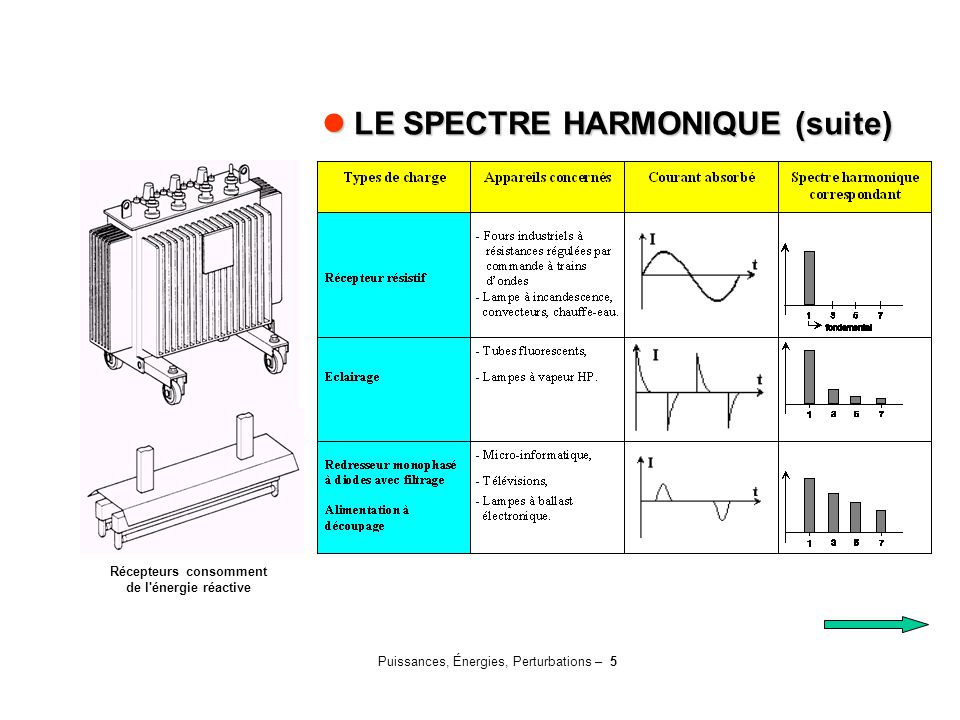 LE SPECTRE HARMONIQUE (suite)
Types de charge
Appareils concernés
Courant absorbé
Spectre harmonique
correspondant
Récepteur résistif
- Fours industriels à
résistances régulées par
commande à trains
d'ondes
- Lampe à incandescence,
convecteurs, chauffe-eau.
I
t
1 3 5 7
fondamental
Eclairage
- Tubes fluorescents,
- Lampes à vapeur HP.
I
t
1 3 5 7
Redresseur monophasé
à diodes avec filtrage
Alimentation à
découpage
- Micro-informatique,
- Télévisions,
- Lampes à ballast
électronique.
I
t
1 3 5 7
Récepteurs consomment
de l'énergie réactive
Puissances, Énergies, Perturbations – 5